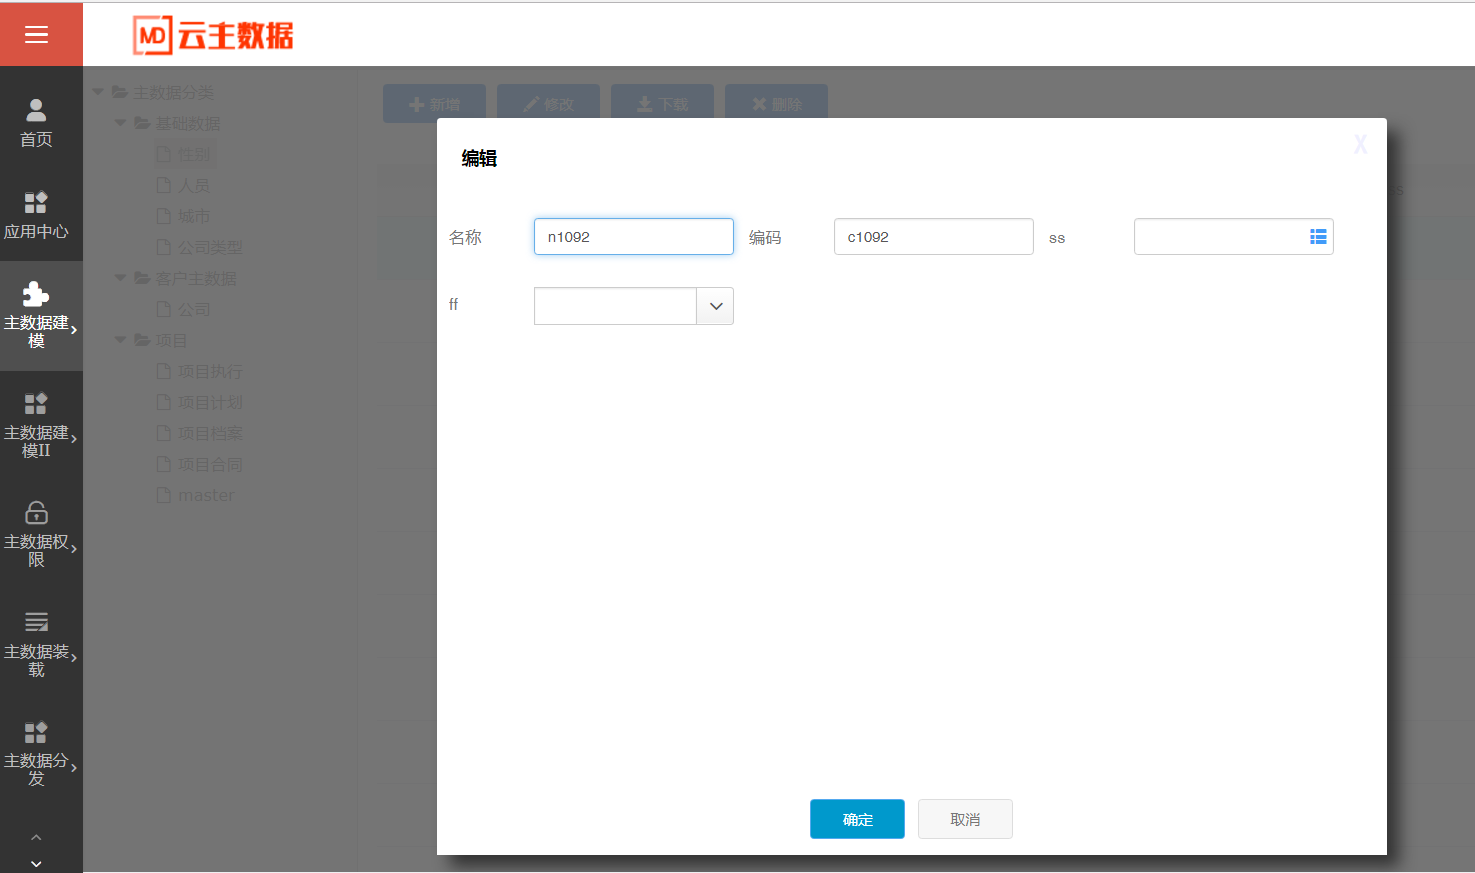 MD 云主数据
首页
应用中心
主数据建
模
主数据建
模II
主数据权
限
主数据装
载
主数据分
发
主数据分类
基础数据
性别
人员
城市
公司类型
客户主数据
公司
项目
项目执行
项目计划
项目档案
项目合同
master
新增 修改 下载 删除
编辑
X
名称 n1092 编码 c1092 ss
ff
确定 取消